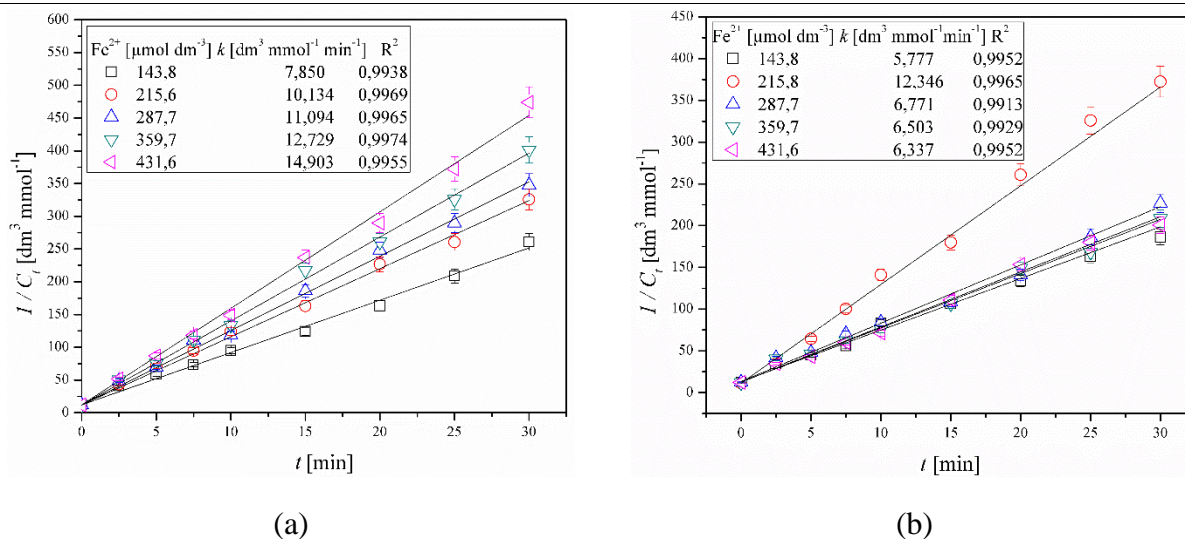 600
550
500
450
400
350
300
250
200
150
100
50
0
1 / Ct [dm³ mmol⁻¹]
Fe²⁺ [μmol dm⁻³] k [dm³ mmol⁻¹ min⁻¹] R²
143,8 7,850 0,9938
215,6 10,134 0,9969
287,7 11,094 0,9965
359,7 12,729 0,9974
431,6 14,903 0,9955
0 5 10 15 20 25 30
t [min]
(a)
450
400
350
300
250
200
150
100
50
0
1 / Ct [dm³ mmol⁻¹]
Fe²⁺ [μmol dm⁻³] k [dm³ mmol⁻¹min⁻¹] R²
143,8 5,777 0,9952
215,8 12,346 0,9965
287,7 6,771 0,9913
359,7 6,503 0,9929
431,6 6,337 0,9952
0 5 10 15 20 25 30
t [min]
(b)